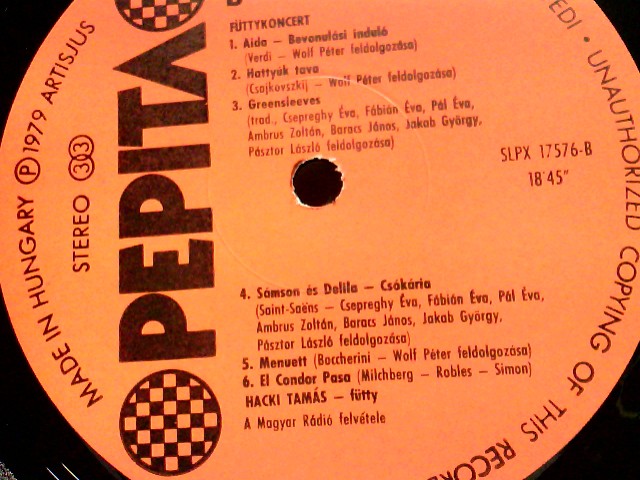 FÜTTYKONCERT
1. Aida – Bevonulási induló
(Verdi – Wolf Péter feldolgozása)
2. Hattyúk tava
(Csajkovszkij – Wolf Péter feldolgozása)
3. Greensleeves
(trad., Csepreghy Éva, Fábián Éva, Pál Éva,
Ambrus Zoltán, Baracs János, Jakab György,
Pásztor László feldolgozása)
SLPX 17576-B
18'45"
4. Sámson és Delila – Csókária
(Saint-Saëns – Csepreghy Éva, Fábián Éva, Pál Éva,
Ambrus Zoltán, Baracs János, Jakab György,
Pásztor László feldolgozása)
5. Menuett (Boccherini – Wolf Péter feldolgozása)
6. El Condor Pasa (Milchberg – Robles – Simon)
HACKI TAMÁS – fütty
A Magyar Rádió felvétele
PEPITA
STEREO 33
MADE IN HUNGARY Ⓟ 1979 ARTISJUS
• UNAUTHORIZED COPYING OF THIS